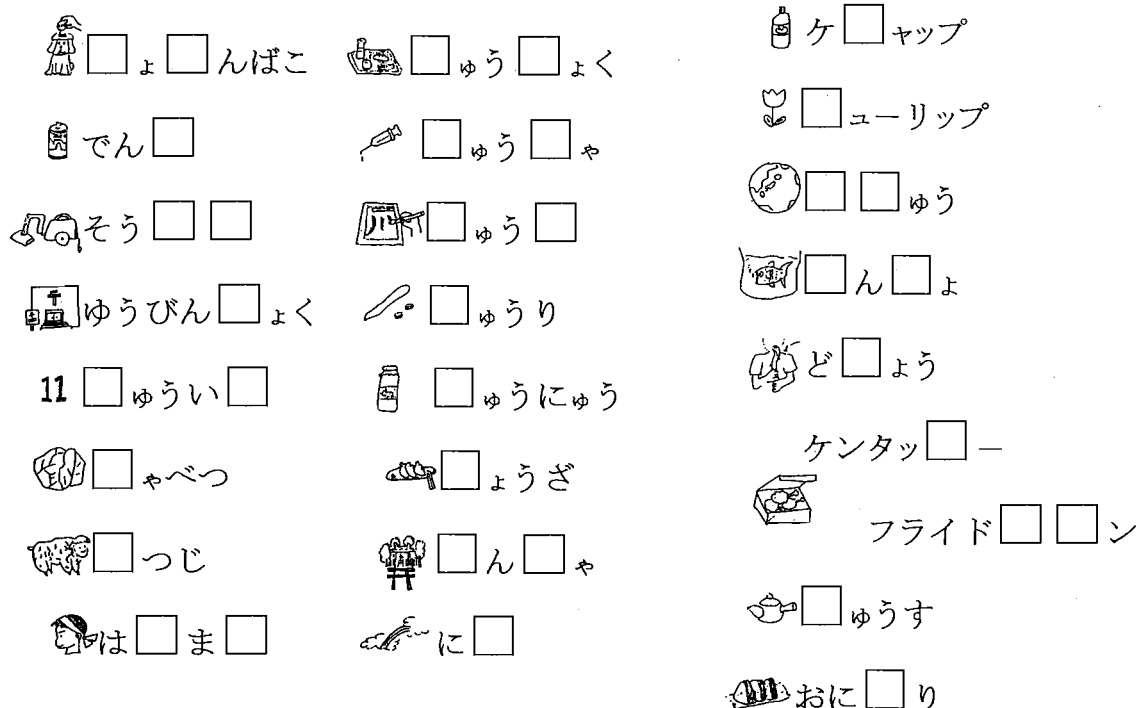 □ょ□んばこ
でん□
そう□□
ゆうびん□ょく
11 □ゅうい□
□ゃべつ
□つじ
は□ま□
□ゅう□ょく
□ゅう□ゃ
□ゅう□
□ゅうり
□ゅうにゅう
□ょうざ
□ん□ゃ
に□
ケ□ャップ
□ューリップ
□□ゅう
□ん□ょ
ど□ょう
ケンタッ□ー
フライド□□ン
□ゅうす
おに□り